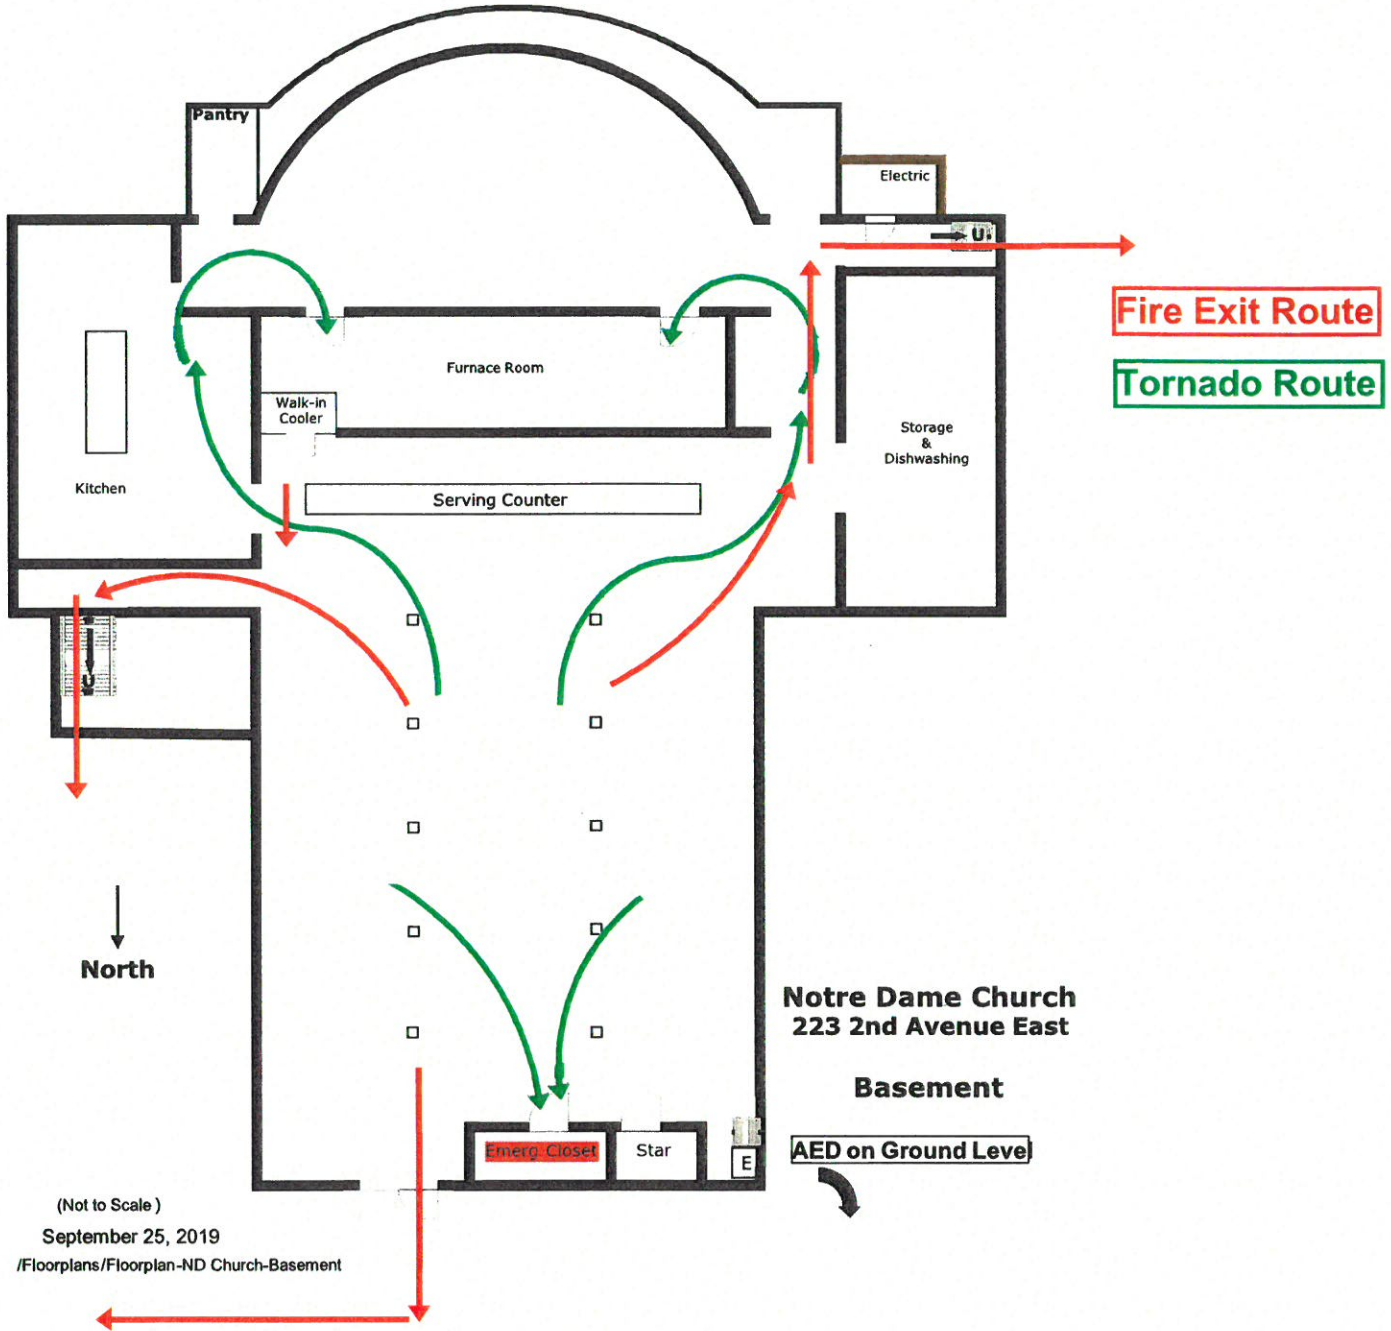 Pantry
Electric
U
Fire Exit Route
Furnace Room
Tornado Route
Walk-in
Cooler
Storage
&
Dishwashing
Kitchen
Serving Counter
U
North
Notre Dame Church
223 2nd Avenue East
Basement
Emerg Closet
Star
E
AED on Ground Level
(Not to Scale )
September 25, 2019
/Floorplans/Floorplan-ND Church-Basement